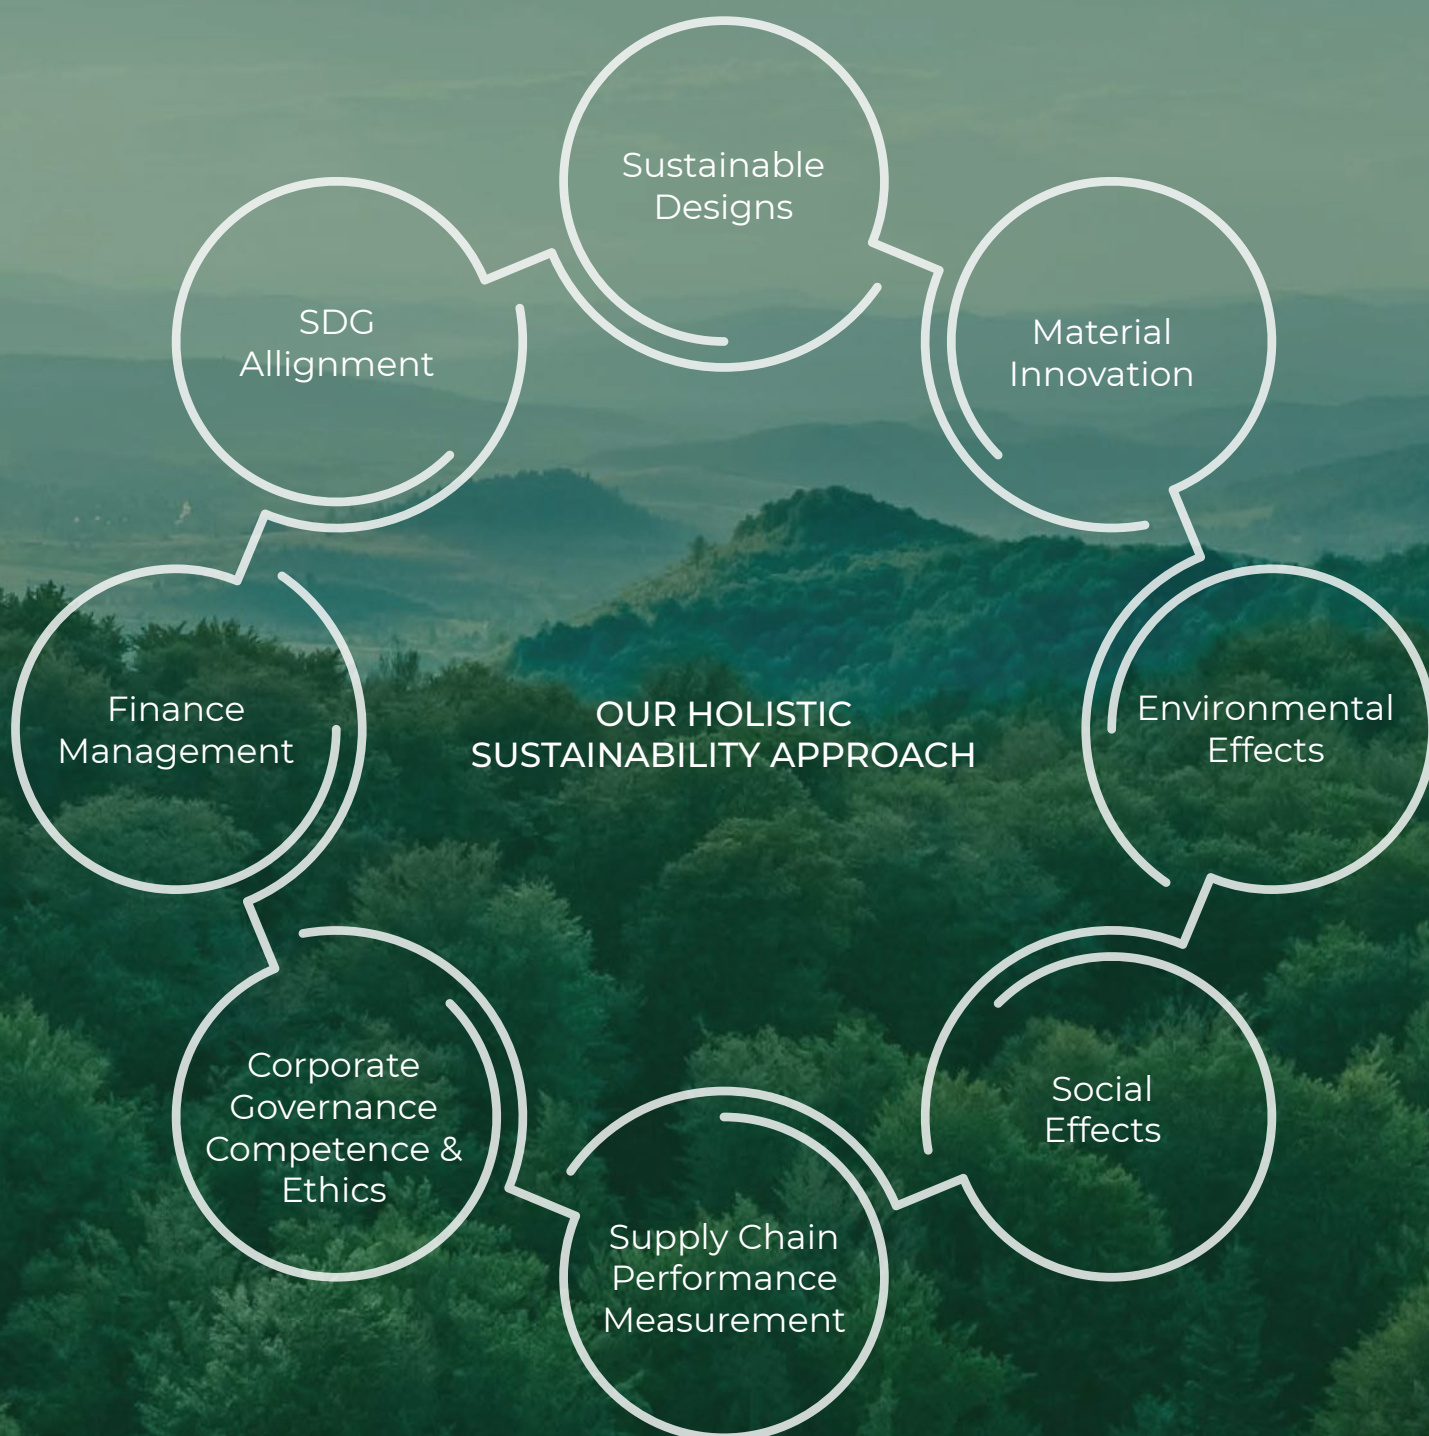 Sustainable
Designs
SDG
Allignment
Material
Innovation
Finance
Management
OUR HOLISTIC
SUSTAINABILITY APPROACH
Environmental
Effects
Corporate
Governance
Competence &
Ethics
Social
Effects
Supply Chain
Performance
Measurement